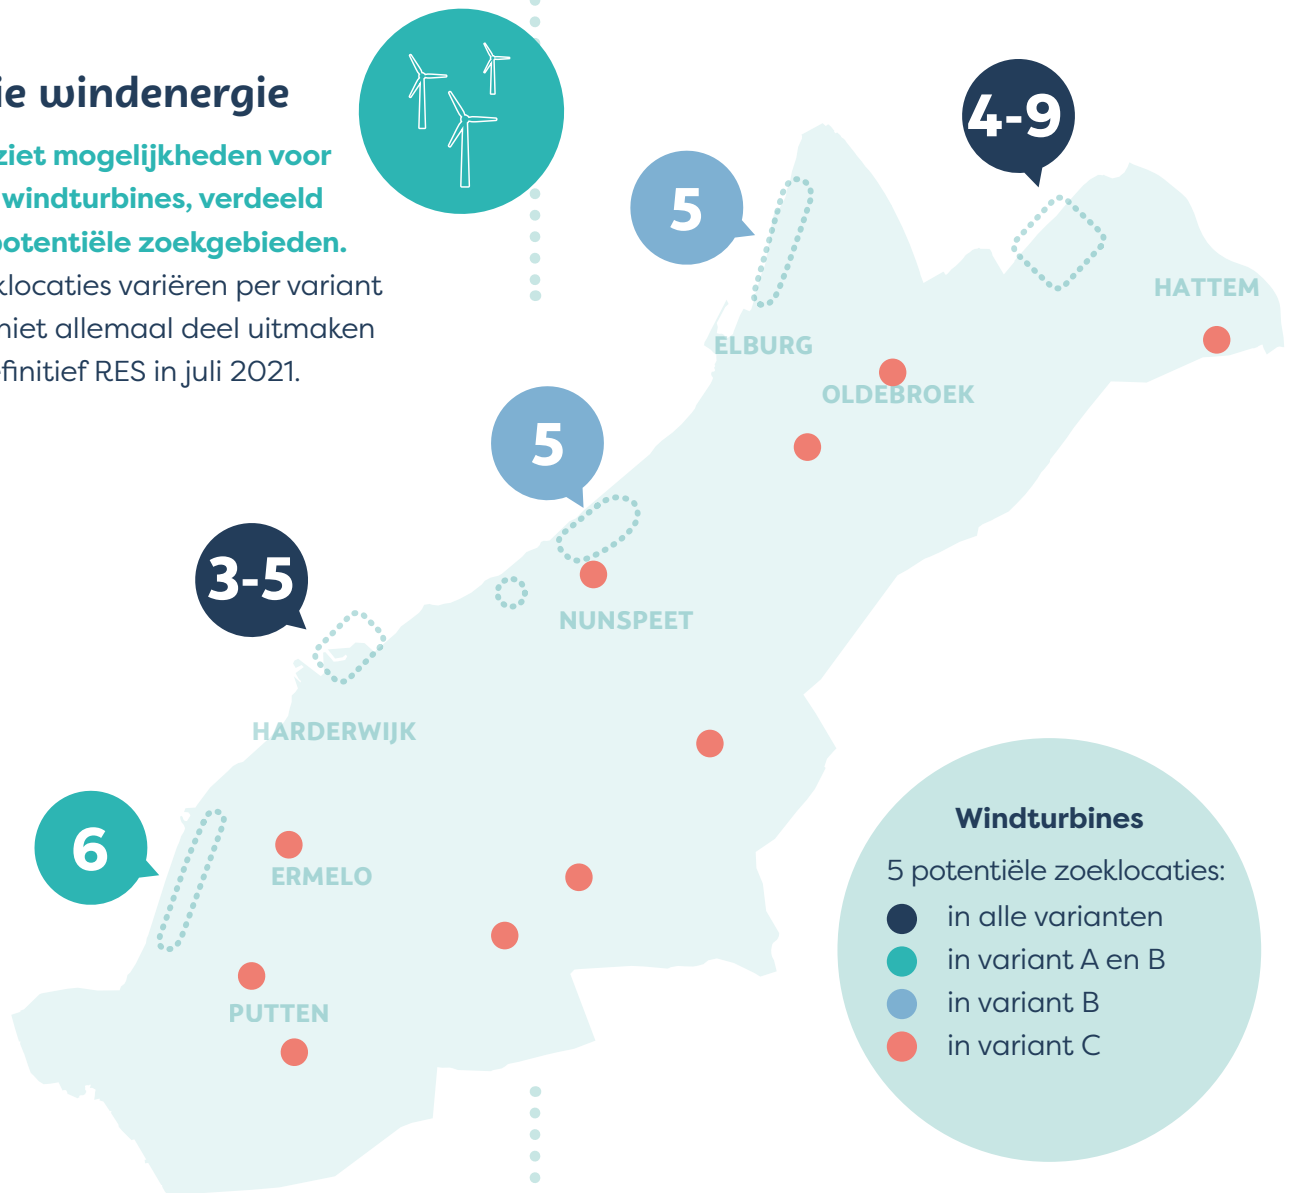 ie windenergie
ziet mogelijkheden voor
windturbines, verdeeld
potentiële zoekgebieden.
klocaties variëren per variant
niet allemaal deel uitmaken
efinitief RES in juli 2021.
4-9
5
HATTEM
ELBURG
OLDEBROEK
5
3-5
NUNSPEET
HARDERWIJK
6
ERMELO
PUTTEN
Windturbines
5 potentiële zoeklocaties:
in alle varianten
in variant A en B
in variant B
in variant C